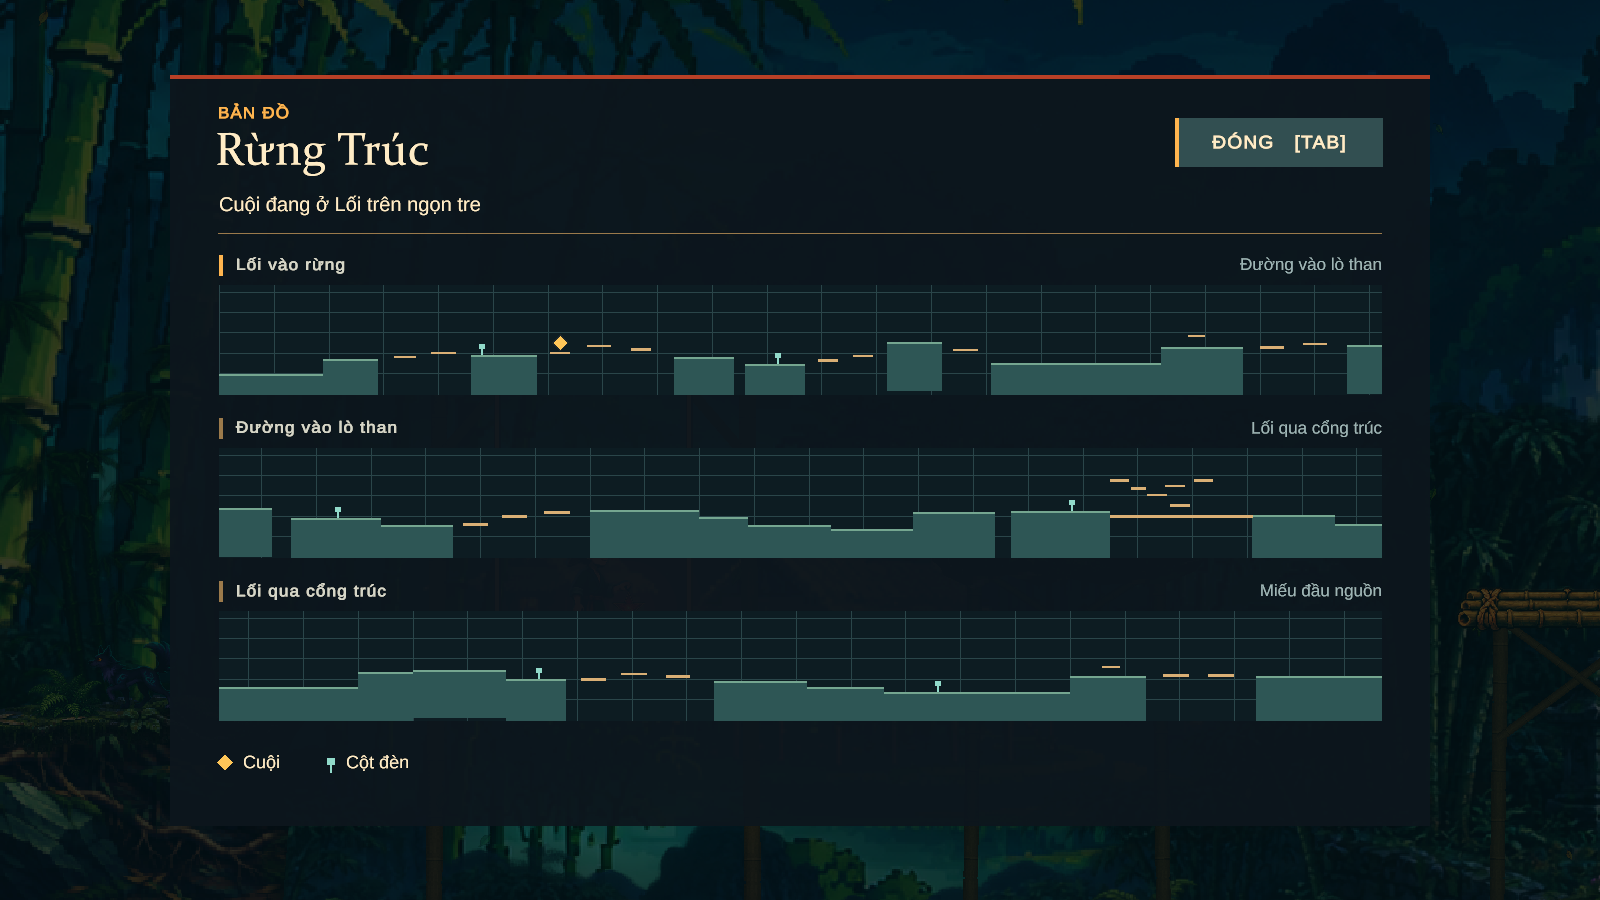 BẢN ĐỒ
Rừng Trúc
ĐÓNG [TAB]
Cuội đang ở Lối trên ngọn tre
Lối vào rừng
Đường vào lò than
Đường vào lò than
Lối qua cổng trúc
Lối qua cổng trúc
Miếu đầu nguồn
Cuội
Cột đèn